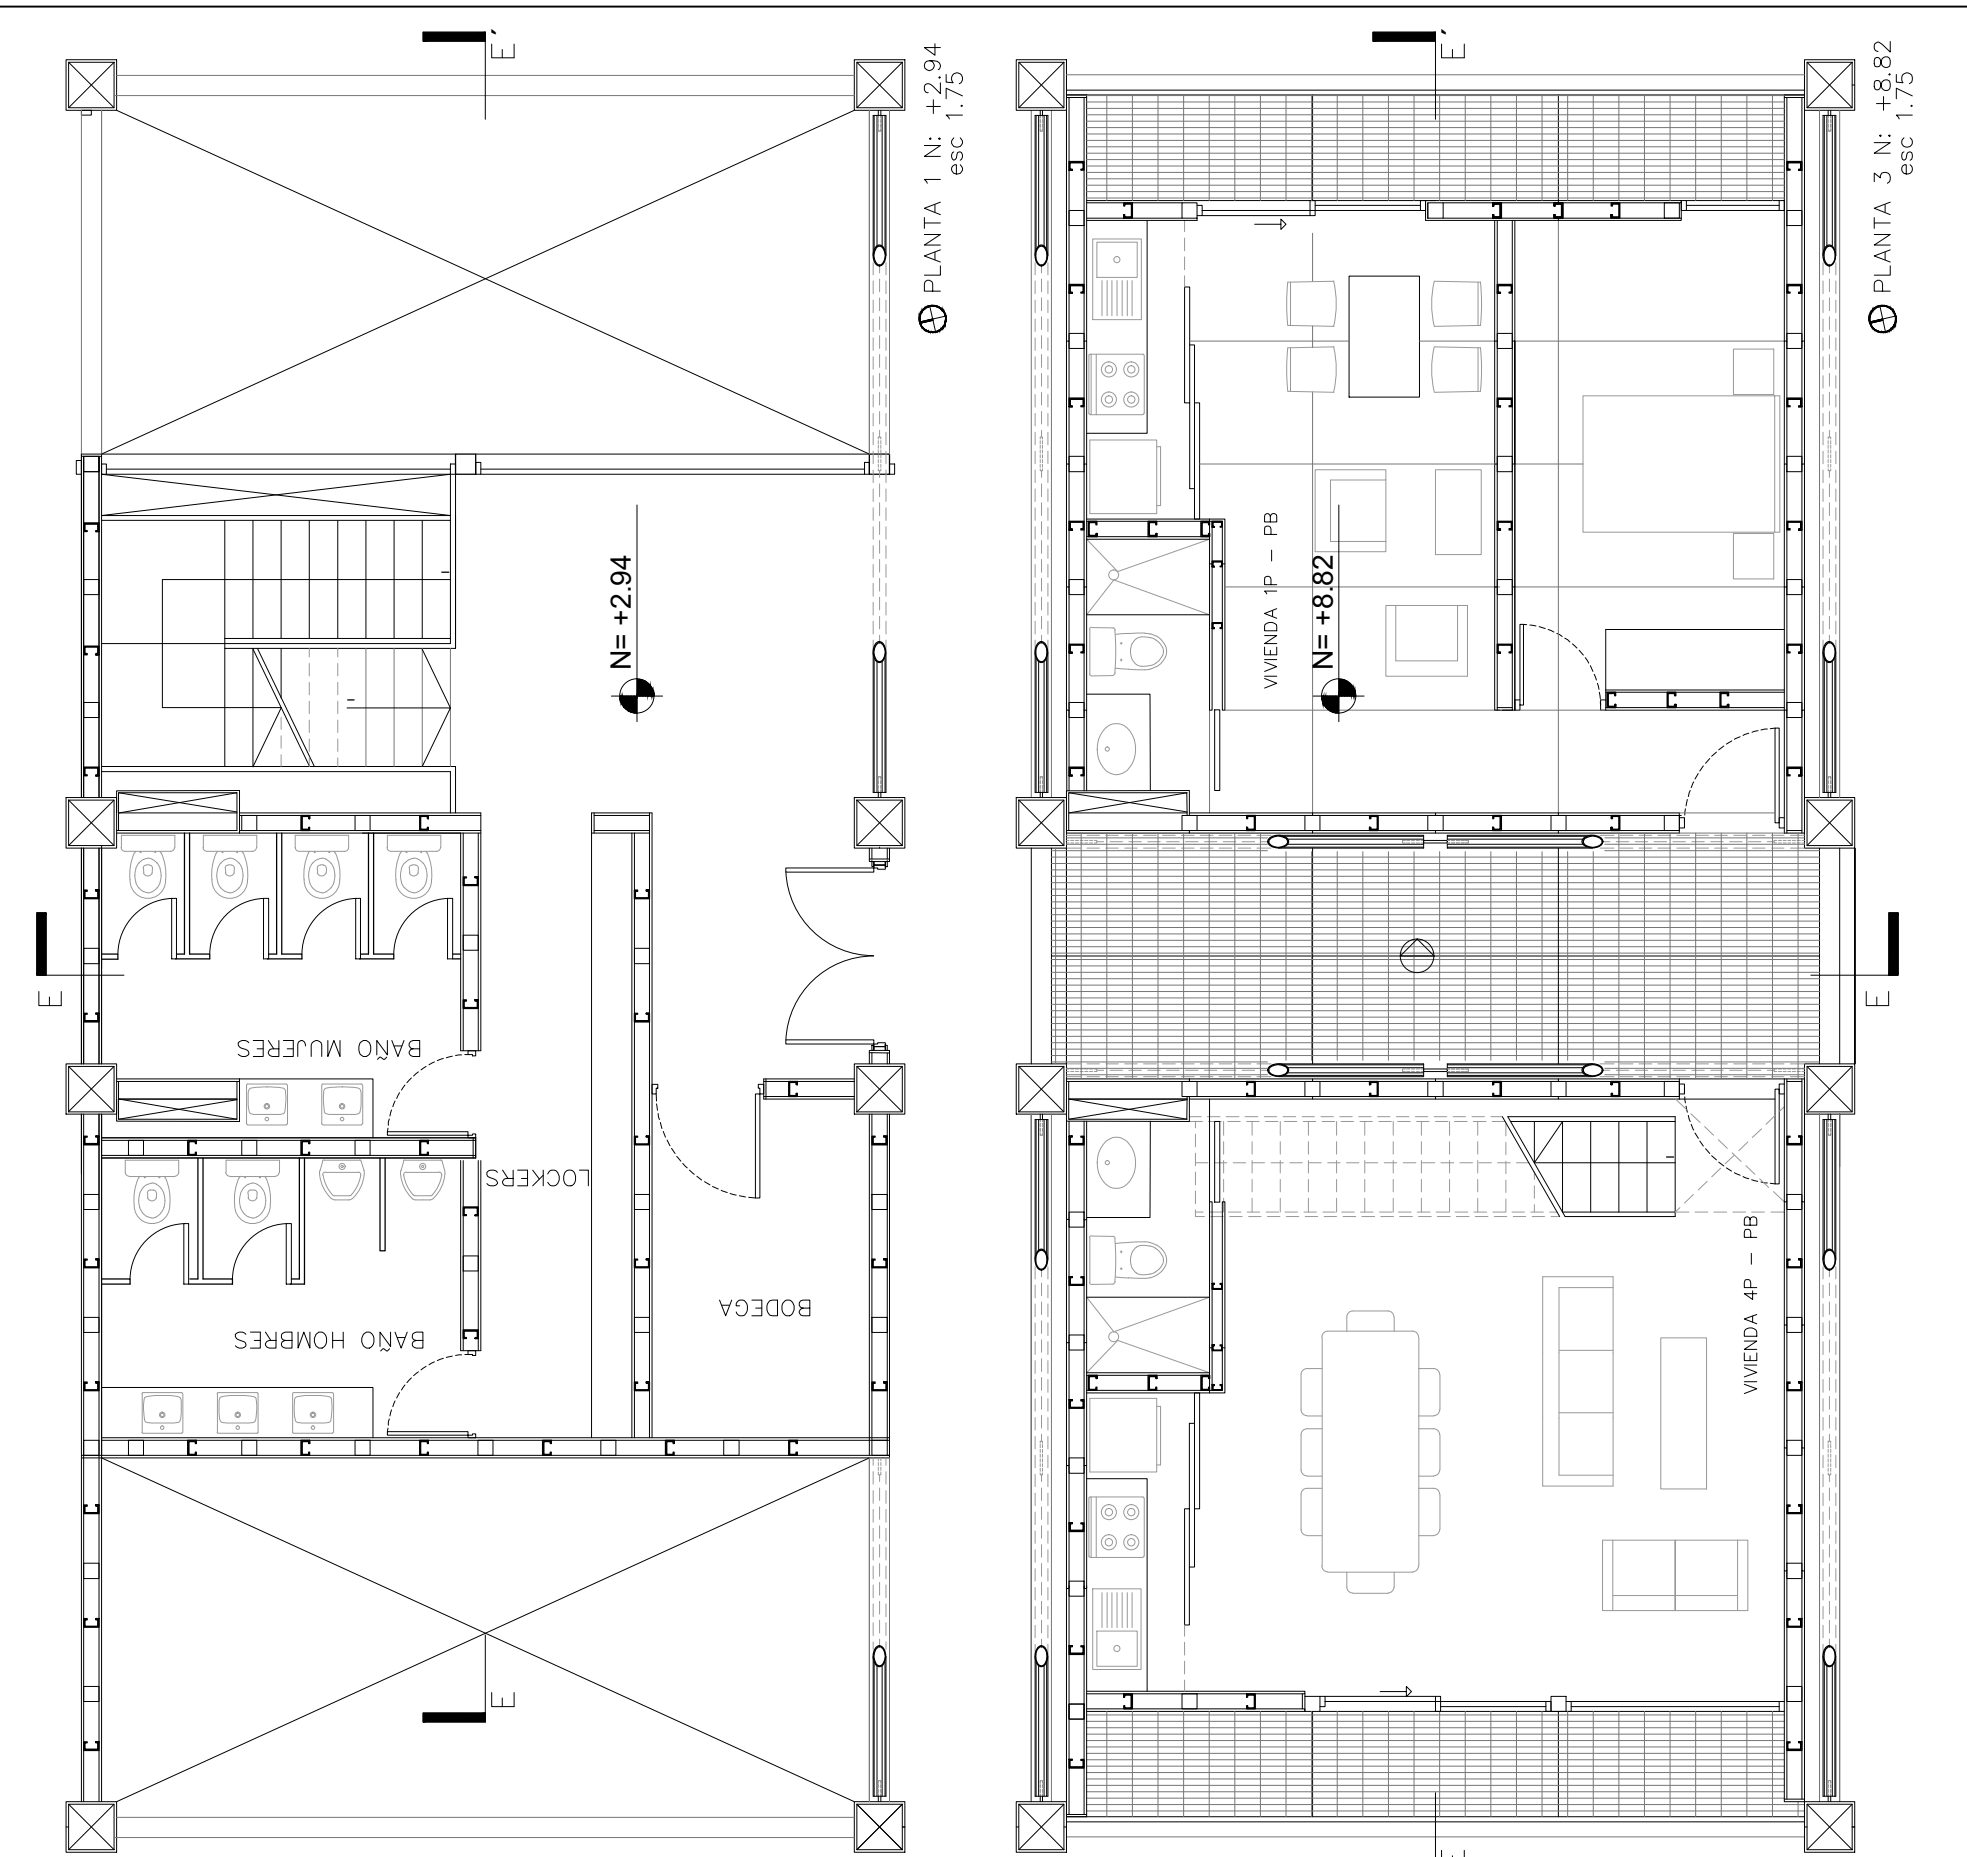 E'
PLANTA 1 N: +2.94
esc 1.75
N= +2.94
E
BAÑO MUJERES
LOCKERS
BODEGA
BAÑO HOMBRES
E
E'
PLANTA 3 N: +8.82
esc 1.75
VIVIENDA 1P - PB
N= +8.82
E
VIVIENDA 4P - PB
E